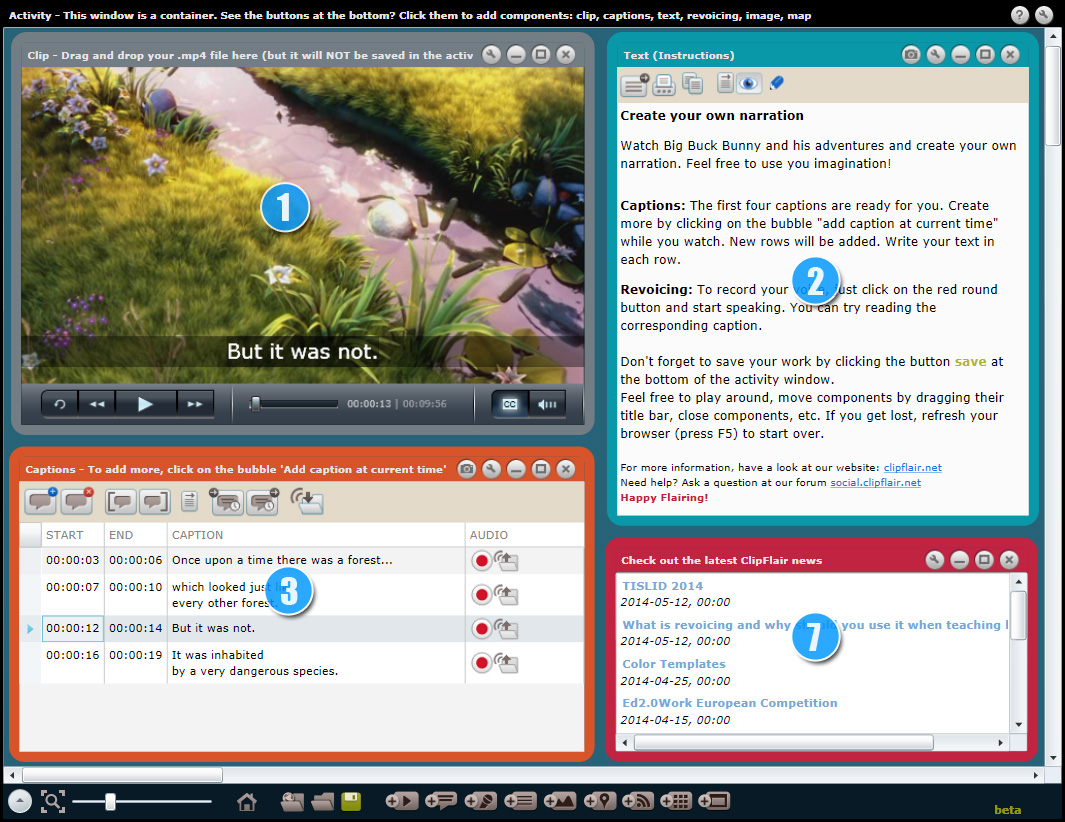 Activity - This window is a container. See the buttons at the bottom? Click them to add components: clip, captions, text, revoicing, image, map
?
Clip - Drag and drop your .mp4 file here (but it will NOT be saved in the activ
1
But it was not.
00:00:13 | 00:09:56
CC
Captions - To add more, click on the bubble 'Add caption at current time'
START END CAPTION AUDIO
00:00:03 00:00:06 Once upon a time there was a forest...
00:00:07 00:00:10 which looked just
every other forest.
3
00:00:12 00:00:14 But it was not.
00:00:16 00:00:19 It was inhabited
by a very dangerous species.
Text (Instructions)
Create your own narration
Watch Big Buck Bunny and his adventures and create your own
narration. Feel free to use you imagination!
Captions: The first four captions are ready for you. Create
more by clicking on the bubble "add caption at current time"
while you watch. New rows will be added. Write your text in
each row.
2
Revoicing: To record your just click on the red round
button and start speaking. You can try reading the
corresponding caption.
Don't forget to save your work by clicking the button save at
the bottom of the activity window.
Feel free to play around, move components by dragging their
title bar, close components, etc. If you get lost, refresh your
browser (press F5) to start over.
For more information, have a look at our website: clipflair.net
Need help? Ask a question at our forum social.clipflair.net
Happy Flairing!
Check out the latest ClipFlair news
TISLID 2014
2014-05-12, 00:00
What is revoicing and why you use it when teaching l
2014-05-12, 00:00
7
Color Templates
2014-04-25, 00:00
Ed2.0Work European Competition
2014-04-15, 00:00
beta